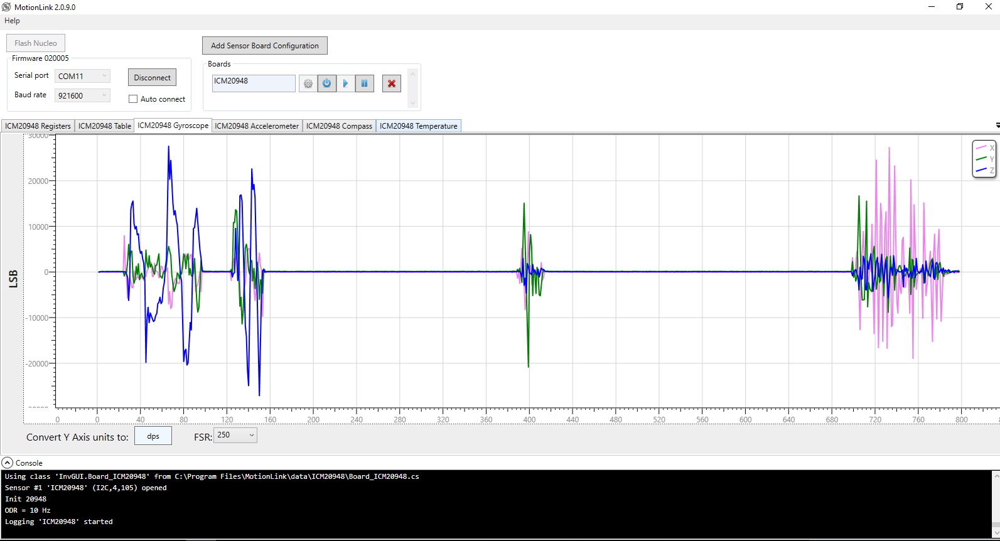 MotionLink 2.0.9.0
Help
Flash Nucleo
Add Sensor Board Configuration
Firmware 020005
Serial port COM11
Disconnect
Baud rate 921600
Auto connect
Boards
ICM20948
ICM20948 Registers ICM20948 Table ICM20948 Gyroscope ICM20948 Accelerometer ICM20948 Compass ICM20948 Temperature
30000
20000
10000
0
-10000
-20000
LSB
X
Y
Z
0 0 40 80 120 160 200 240 280 320 360 400 440 480 520 560 600 640 680 720 760 800
Convert Y Axis units to: dps FSR: 250
Console
Using class 'InvGUI.Board_ICM20948' from C:\Program Files\MotionLink\data\ICM20948\Board_ICM20948.cs
Sensor #1 'ICM20948' (I2C,4,105) opened
Init 20948
ODR = 10 Hz
Logging 'ICM20948' started